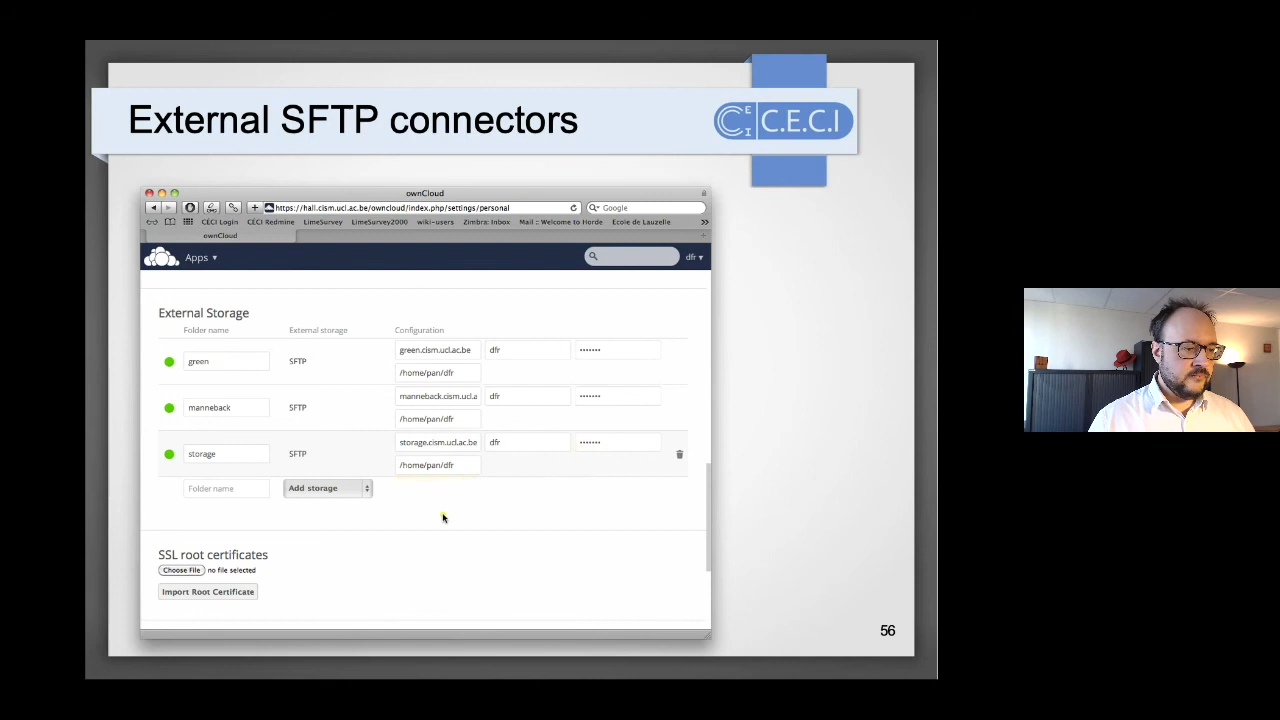 External SFTP connectors
C E C I C.E.C.I
ownCloud
https://hall.cism.ucl.ac.be/owncloud/index.php/settings/personal
Google
CECI Login CECI Redmine LimeSurvey LimeSurvey2000 wiki-users Zimbra: Inbox Mail :: Welcome to Horde Ecole de Lauzelle
ownCloud
Apps dfr
External Storage
Folder name External storage Configuration
green SFTP green.cism.ucl.ac.be dfr
/home/pan/dfr
manneback SFTP manneback.cism.ucl.a dfr
/home/pan/dfr
storage SFTP storage.cism.ucl.ac.be dfr
/home/pan/dfr
Folder name Add storage
SSL root certificates
Choose File no file selected
Import Root Certificate
56